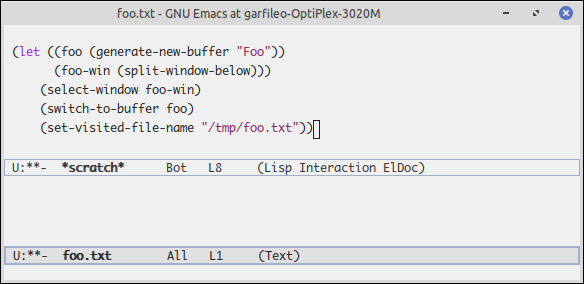 foo.txt - GNU Emacs at garfileo-OptiPlex-3020M
(let ((foo (generate-new-buffer "Foo"))
      (foo-win (split-window-below)))
    (select-window foo-win)
    (switch-to-buffer foo)
    (set-visited-file-name "/tmp/foo.txt"))
U:**-  *scratch*      Bot   L8     (Lisp Interaction ElDoc)
U:**-  foo.txt        All   L1     (Text)